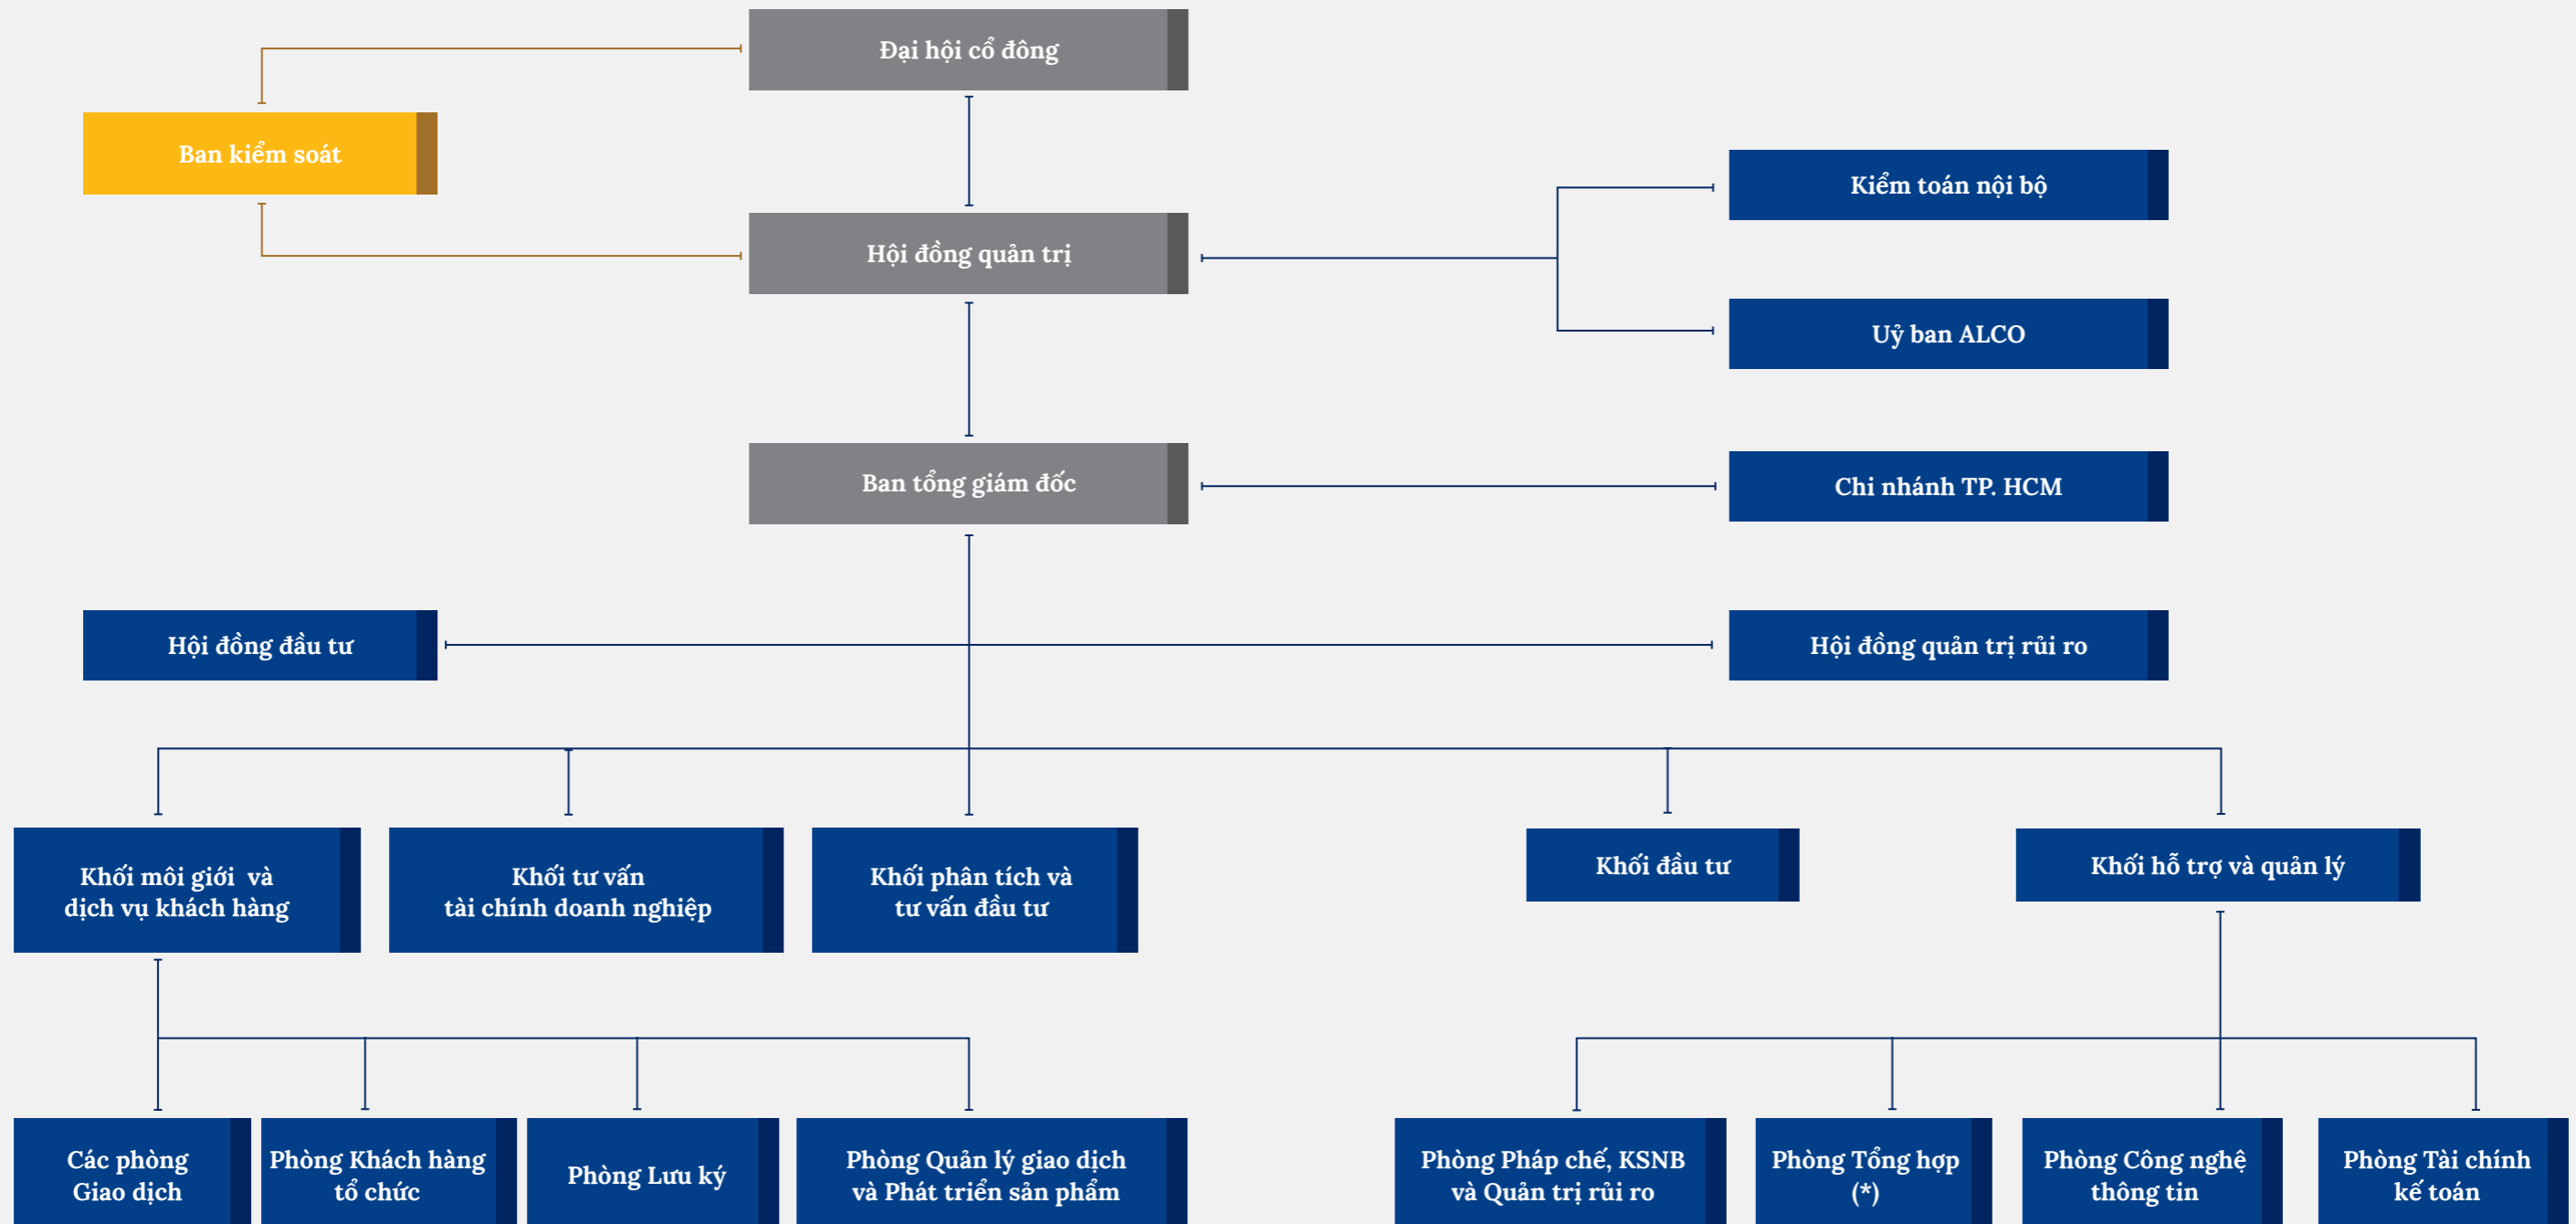 Đại hội cổ đông
Ban kiểm soát
Kiểm toán nội bộ
Hội đồng quản trị
Uỷ ban ALCO
Ban tổng giám đốc
Chi nhánh TP. HCM
Hội đồng đầu tư
Hội đồng quản trị rủi ro
Khối môi giới và
dịch vụ khách hàng
Khối tư vấn
tài chính doanh nghiệp
Khối phân tích và
tư vấn đầu tư
Khối đầu tư
Khối hỗ trợ và quản lý
Các phòng
Giao dịch
Phòng Khách hàng
tổ chức
Phòng Lưu ký
Phòng Quản lý giao dịch
và Phát triển sản phẩm
Phòng Pháp chế, KSNB
và Quản trị rủi ro
Phòng Tổng hợp
(*)
Phòng Công nghệ
thông tin
Phòng Tài chính
kế toán